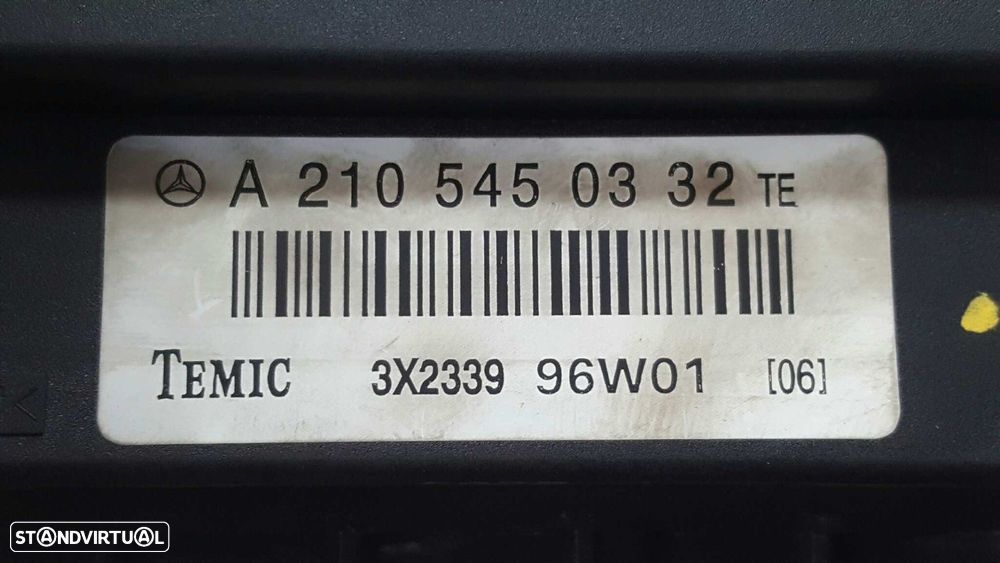 A 210 545 03 32 TE
TEMIC 3X2339 96W01 [06]
STANDVIRTUAL